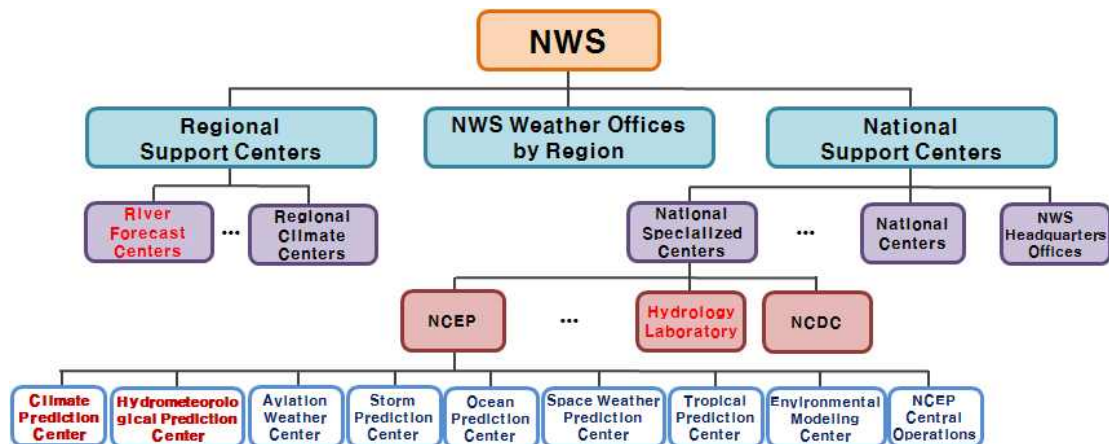 NWS
Regional
Support Centers
NWS Weather Offices
by Region
National
Support Centers
River
Forecast
Centers
...
Regional
Climate
Centers
National
Specialized
Centers
...
National
Centers
NWS
Headquarters
Offices
NCEP
...
Hydrology
Laboratory
NCDC
Climate
Prediction
Center
Hydrometeorolo
gical Prediction
Center
Aviation
Weather
Center
Storm
Prediction
Center
Ocean
Prediction
Center
Space Weather
Prediction
Center
Tropical
Prediction
Center
Environmental
Modeling
Center
NCEP
Central
Operations